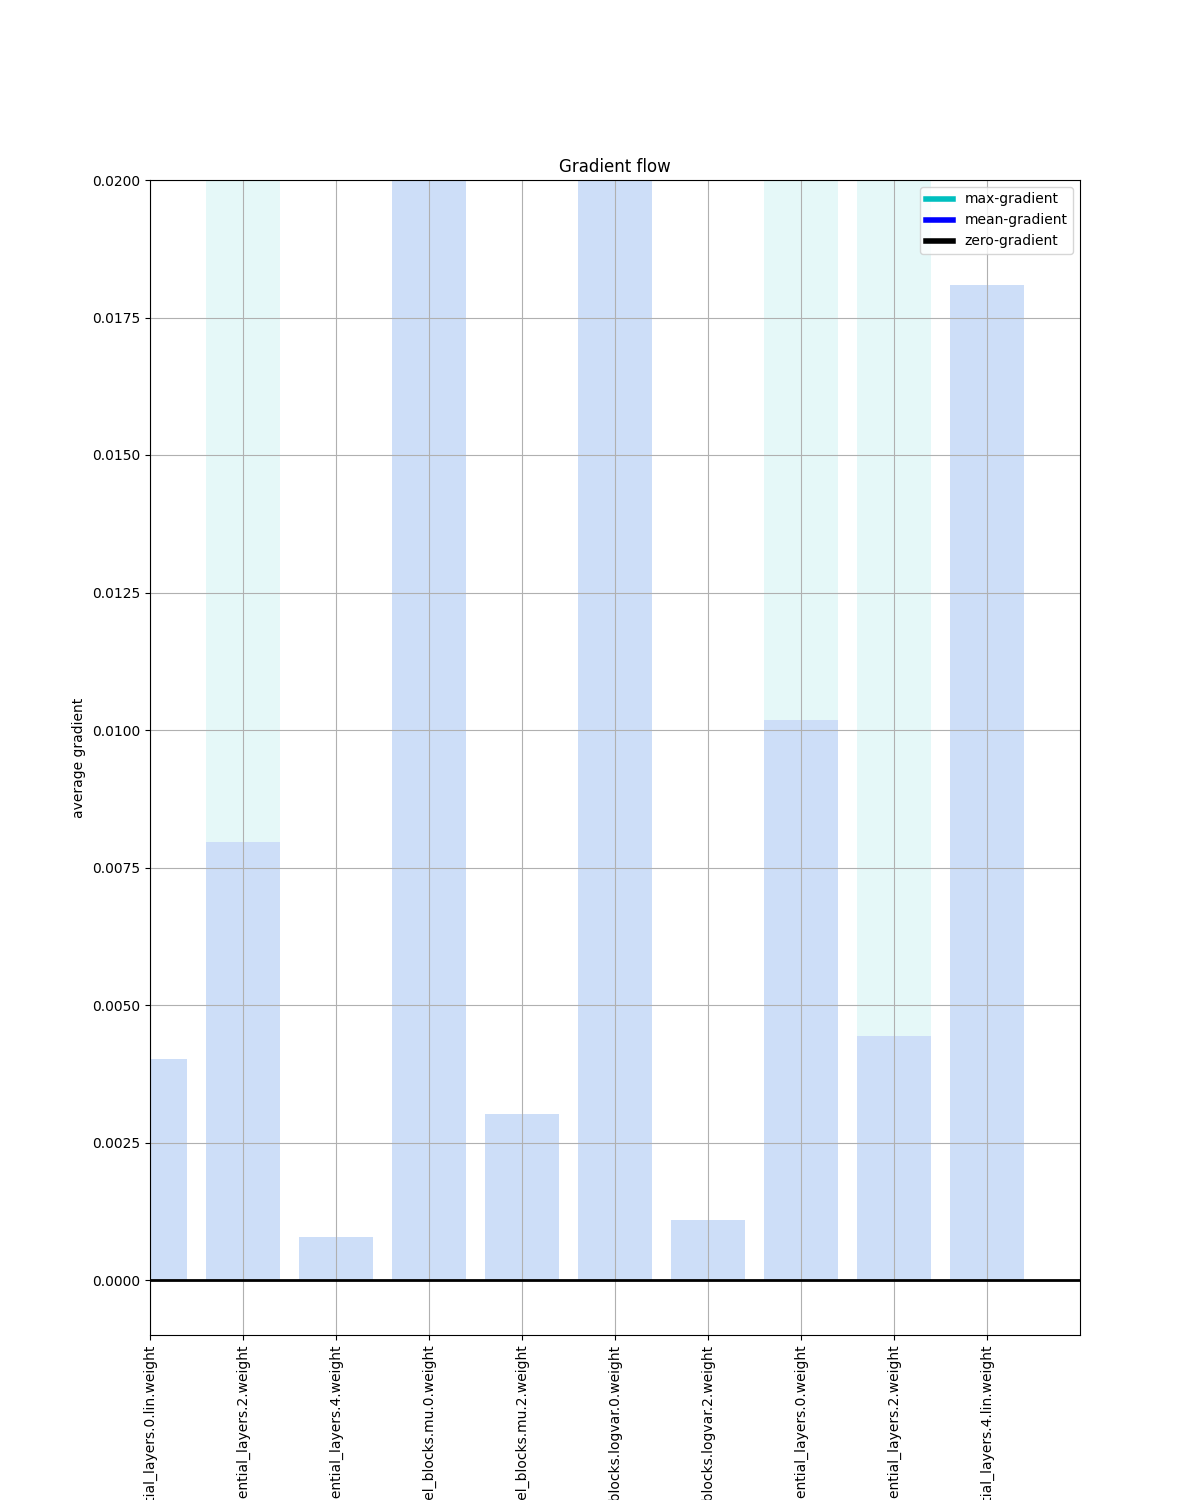 Gradient flow
max-gradient
mean-gradient
zero-gradient
0.0200
0.0175
0.0150
0.0125
0.0100
0.0075
0.0050
0.0025
0.0000
average gradient
tial_layers.0.lin.weight
ential_layers.2.weight
ential_layers.4.weight
el_blocks.mu.0.weight
el_blocks.mu.2.weight
blocks.logvar.0.weight
blocks.logvar.2.weight
ential_layers.0.weight
ential_layers.2.weight
tial_layers.4.lin.weight